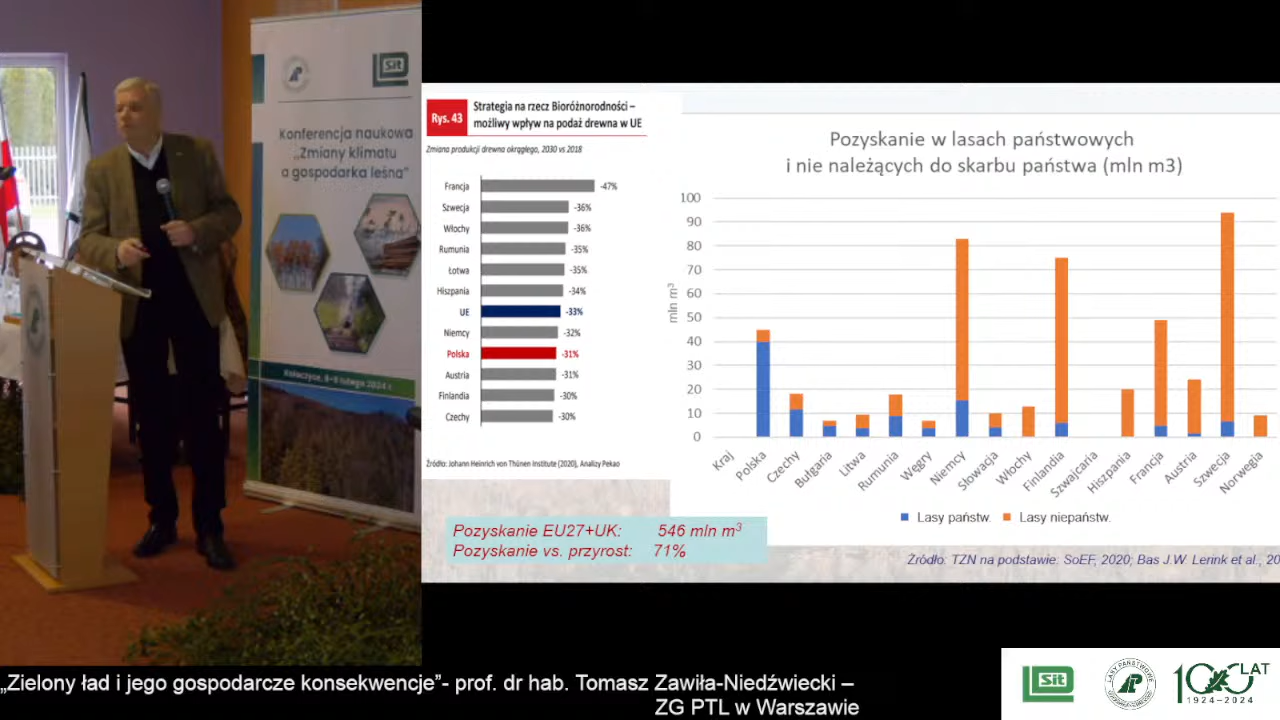 Sit
Konferencja naukowa
„Zmiany klimatu
a gospodarka leśna"
Rys. 43
Strategia na rzecz Bioróżnorodności –
możliwy wpływ na podaż drewna w UE
Zmiana produkcji drewna okrągłego, 2030 vs 2018
Francja -47%
Szwecja -36%
Włochy -36%
Rumunia -35%
Łotwa -35%
Hiszpania -34%
UE -33%
Niemcy -32%
Polska -31%
Austria -31%
Finlandia -30%
Czechy -30%
Źródło: Johann Heinrich von Thünen Institute (2020), Analizy Pekao
Pozyskanie w lasach państwowych
i nie należących do skarbu państwa (mln m3)
mln m³
100
90
80
70
60
50
40
30
20
10
0
Kraj Polska Czechy Bułgaria Litwa Rumunia Węgry Niemcy Słowacja Włochy Finlandia Szwajcaria Hiszpania Francja Austria Szwecja Norwegia
Lasy państw. Lasy niepaństw.
Pozyskanie EU27+UK: 546 mln m³
Pozyskanie vs. przyrost: 71%
Źródło: TZN na podstawie: SoEF, 2020; Bas J.W. Lerink et al., 20
„Zielony ład i jego gospodarcze konsekwencje”- prof. dr hab. Tomasz Zawiła-Niedźwiecki –
ZG PTL w Warszawie
Sit
LASY PAŃSTWOWE
100 LAT
1924-2024